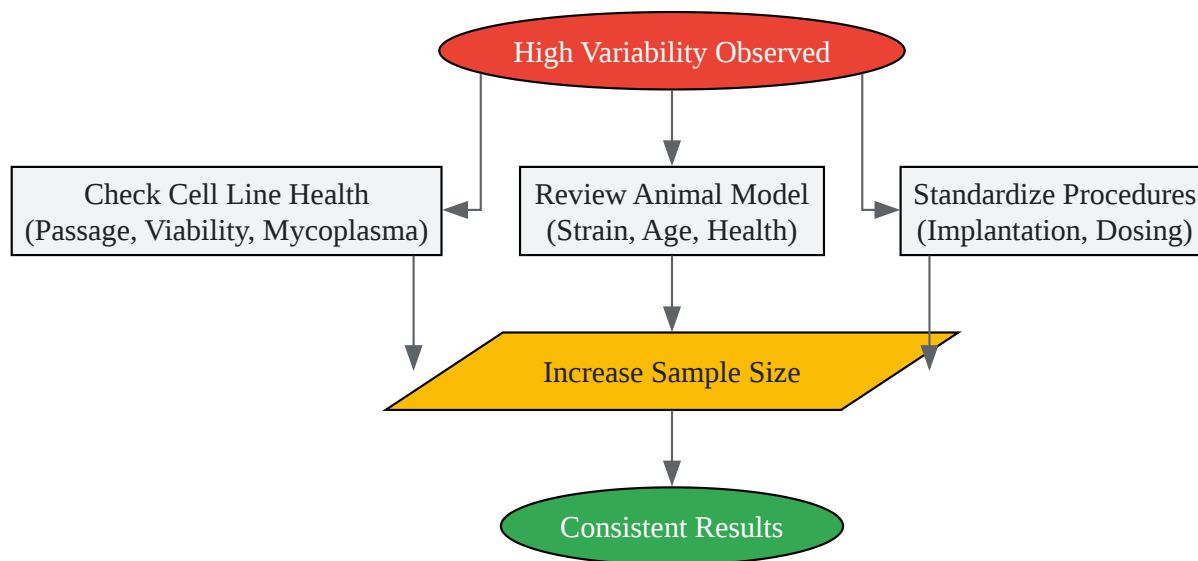 High Variability Observed
Check Cell Line Health
(Passage, Viability, Mycoplasma)
Review Animal Model
(Strain, Age, Health)
Standardize Procedures
(Implantation, Dosing)
Increase Sample Size
Consistent Results